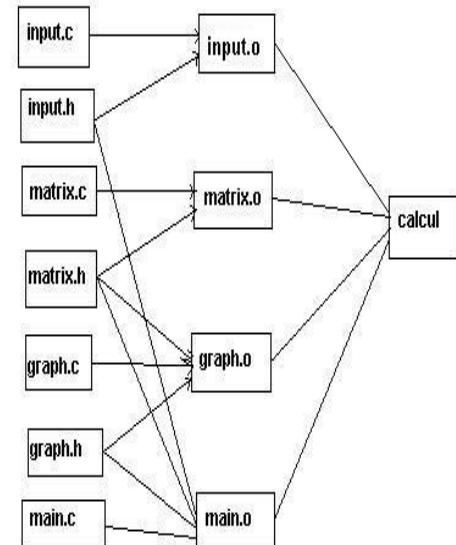 input.c
input.o
input.h
matrix.c
matrix.o
calcul
matrix.h
graph.c
graph.o
graph.h
main.c
main.o